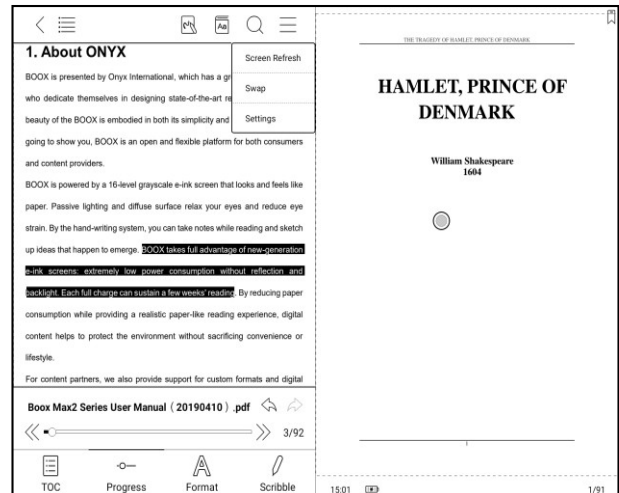 Aa
1. About ONYX
Screen Refresh
Swap
Settings
BOOX is presented by Onyx International, which has a gr
who dedicate themselves in designing state-of-the-art re
beauty of the BOOX is embodied in both its simplicity and
going to show you, BOOX is an open and flexible platform for both consumers
and content providers.
BOOX is powered by a 16-level grayscale e-ink screen that looks and feels like
paper. Passive lighting and diffuse surface relax your eyes and reduce eye
strain. By the hand-writing system, you can take notes while reading and sketch
up ideas that happen to emerge. BOOX takes full advantage of new-generation
e-ink screens: extremely low power consumption without reflection and
backlight. Each full charge can sustain a few weeks' reading. By reducing paper
consumption while providing a realistic paper-like reading experience, digital
content helps to protect the environment without sacrificing convenience or
lifestyle.
For content partners, we also provide support for custom formats and digital
Boox Max2 Series User Manual（20190410）.pdf
3/92
TOC Progress Format Scribble
THE TRAGEDY OF HAMLET, PRINCE OF DENMARK
HAMLET, PRINCE OF
DENMARK
William Shakespeare
1604
1
15:01 1/91